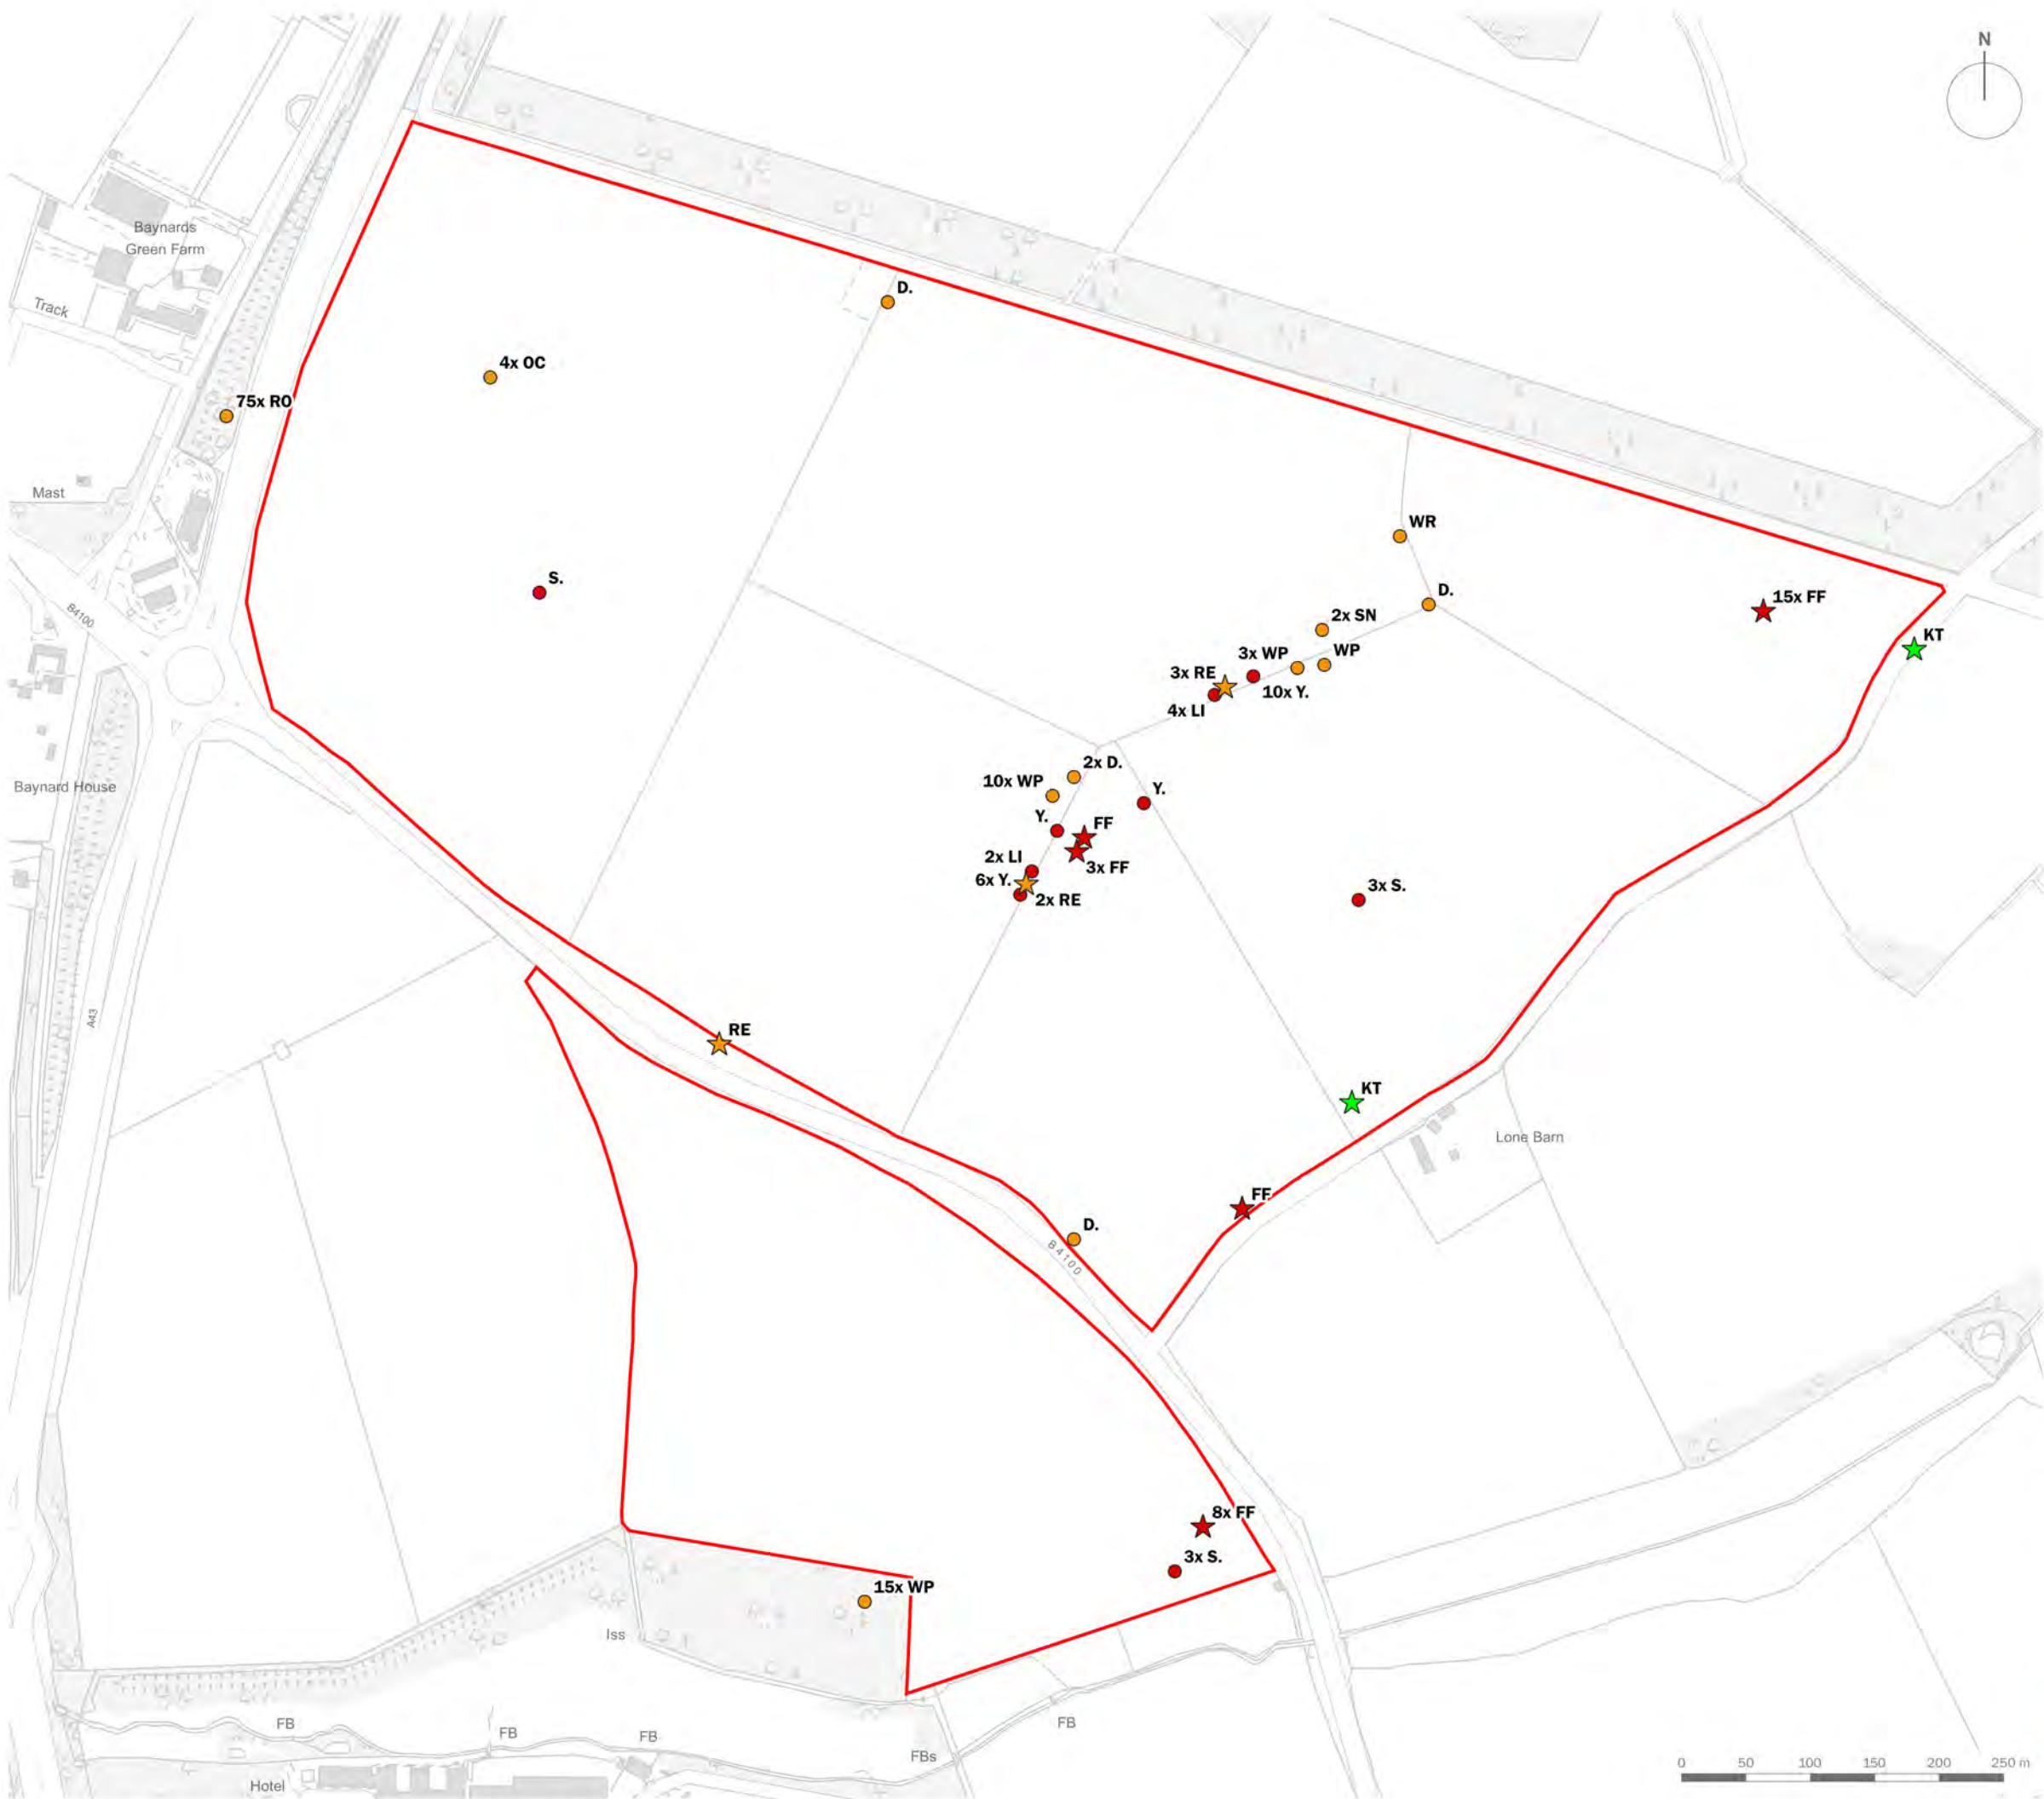 N
Baynards
Green Farm
Track
D.
4x OC
75x RO
Mast
WR
S.
D.
15x FF
B4100
2x SN
KT
3x WP
WP
3x RE
10x Y.
4x LI
2x D.
10x WP
Baynard House
Y.
Y.
FF
2x LI
3x FF
6x Y.
2x RE
3x S.
A43
RE
KT
Lone Barn
FF
D.
B4100
8x FF
3x S.
15x WP
Iss
FB
FB
FB
FB
FBs
Hotel
0 50 100 150 200 250 m